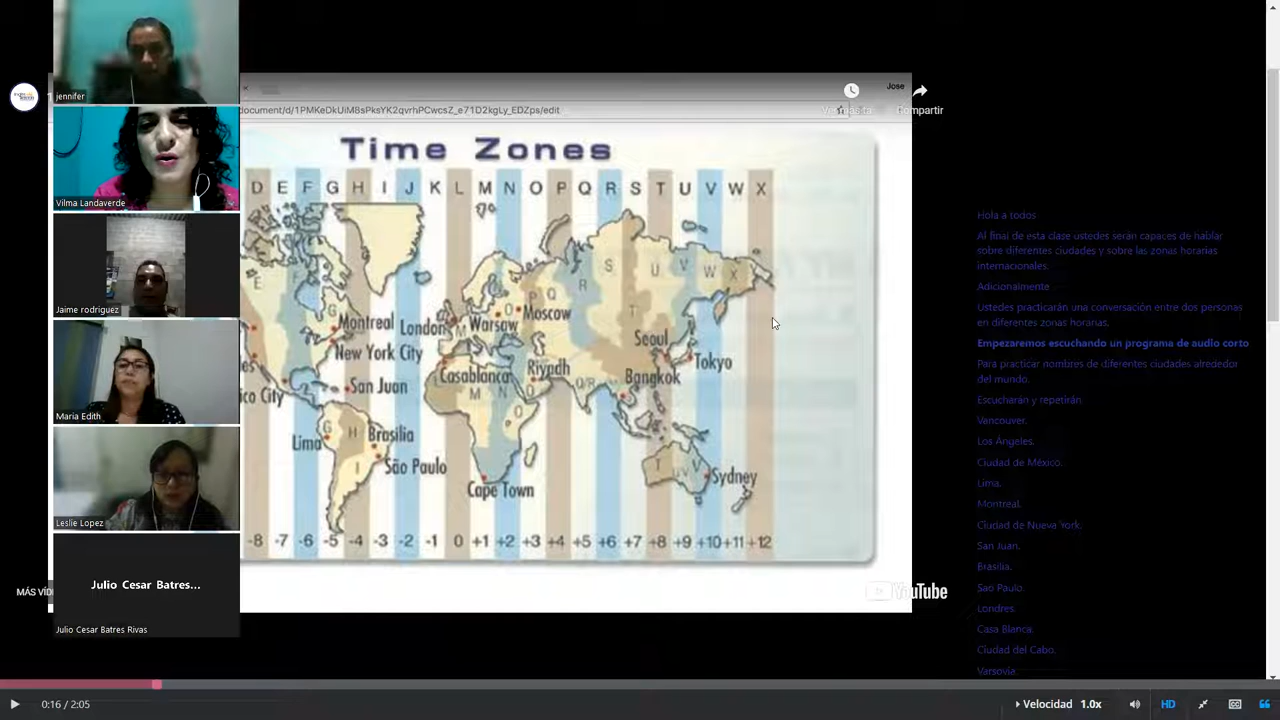 jennifer
Vilma Landaverde
Jaime rodriguez
Maria Edith
Leslie Lopez
Julio Cesar Batres...
Julio Cesar Batres Rivas
Jose
document/d/1PMKeDkUiM8sPksYK2qvrhPCwcsZ_e71D2kgLy_EDZps/edit
Compartir
Time Zones
D E F G H I J K L M N O P Q R S T U V W X
E
G
S
R
U
V
W
X
P
Q
O
T
Montreal
London
M
Warsaw
Moscow
New York City
Seoul
Tokyo
Casablanca
Riyadh
Bangkok
San Juan
M
N
O
Q/R
Lima
G
H
Brasilia
I
São Paulo
Cape Town
T
U
V
Sydney
-8 -7 -6 -5 -4 -3 -2 -1 0 +1 +2 +3 +4 +5 +6 +7 +8 +9 +10 +11 +12
YouTube
Hola a todos
Al final de esta clase ustedes serán capaces de hablar
sobre diferentes ciudades y sobre las zonas horarias
internacionales.
Adicionalmente
Ustedes practicarán una conversación entre dos personas
en diferentes zonas horarias.
Empezaremos escuchando un programa de audio corto
Para practicar nombres de diferentes ciudades alrededor
del mundo.
Escucharán y repetirán
Vancouver.
Los Ángeles.
Ciudad de México.
Lima.
Montreal.
Ciudad de Nueva York.
San Juan.
Brasilia.
Sao Paulo.
Londres.
Casa Blanca.
Ciudad del Cabo.
Varsovia.
0:16 / 2:05
Velocidad 1.0x
HD